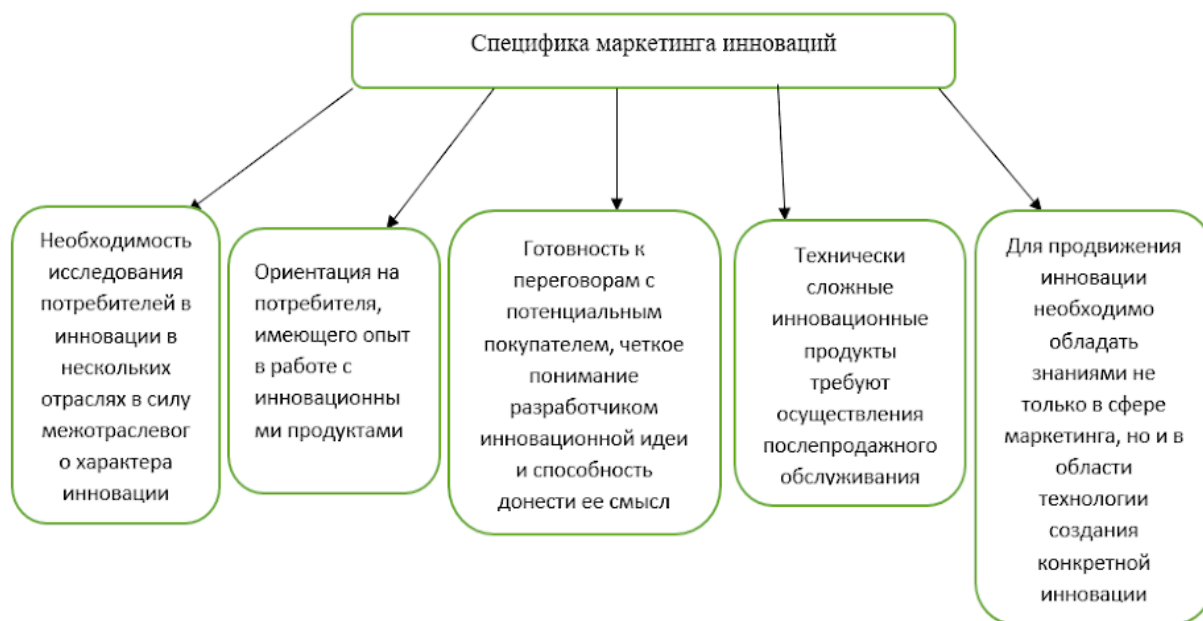 Специфика маркетинга инноваций
Необходимость
исследования
потребителей в
инновации в
нескольких
отраслях в силу
межотраслевог
о характера
инновации
Ориентация на
потребителя,
имеющего опыт
в работе с
инновационны
ми продуктами
Готовность к
переговорам с
потенциальным
покупателем, четкое
понимание
разработчиком
инновационной идеи
и способность
донести ее смысл
Технически
сложные
инновационные
продукты
требуют
осуществления
послепродажного
обслуживания
Для продвижения
инновации
необходимо
обладать
знаниями не
только в сфере
маркетинга, но и в
области
технологии
создания
конкретной
инновации